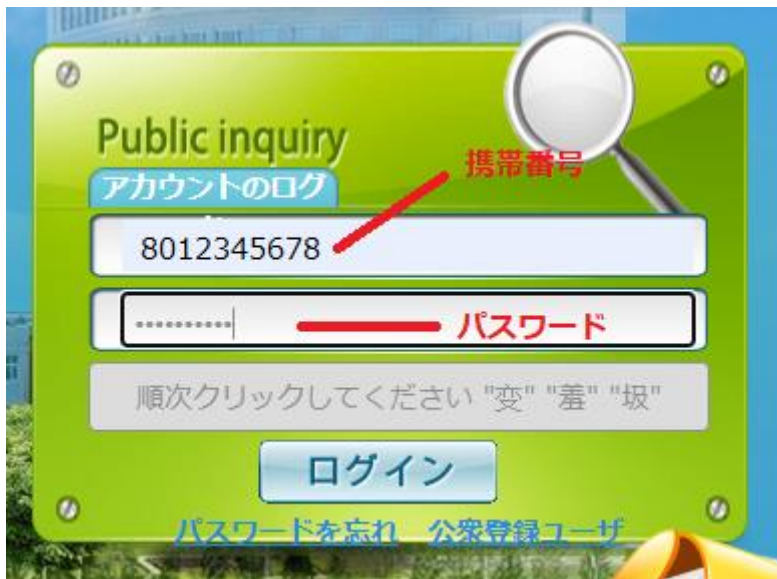 Public inquiry
携帯番号
アカウントのログ
8012345678
パスワード
順次クリックしてください "变" "羞" "坂"
ログイン
パスワードを忘れ 公衆登録ユーザ